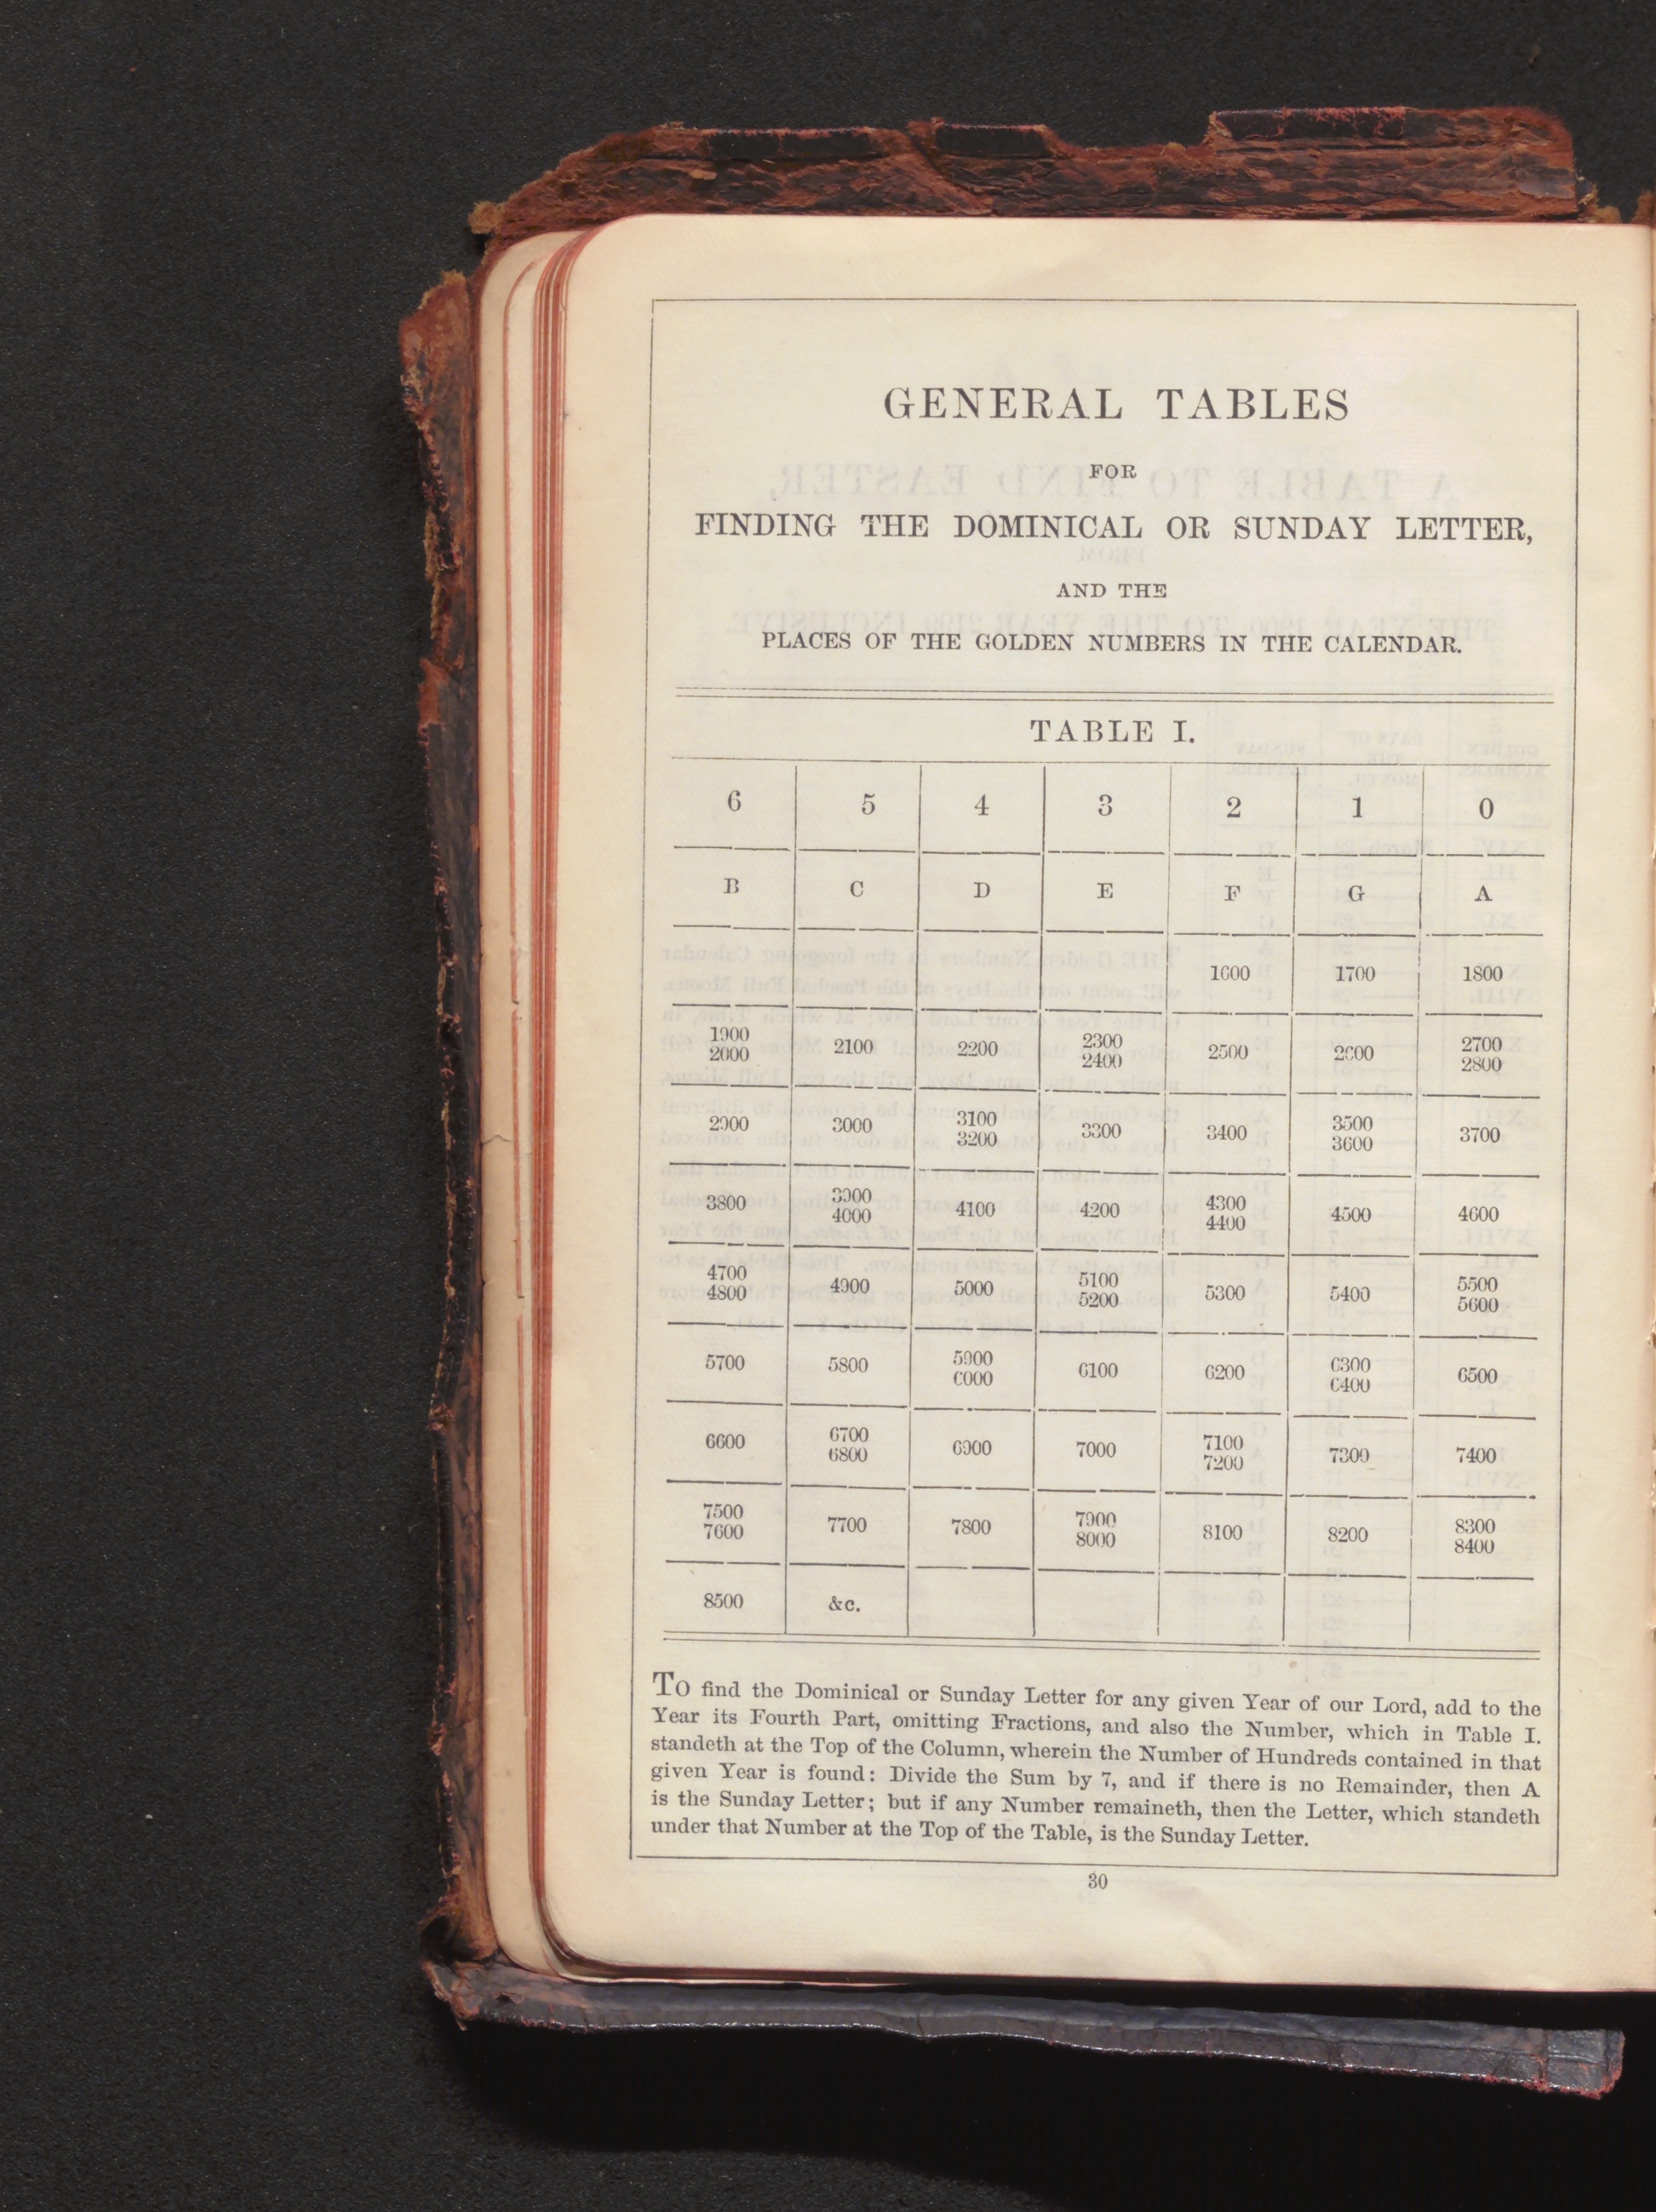 GENERAL TABLES
FOR
FINDING THE DOMINICAL OR SUNDAY LETTER,
AND THE
PLACES OF THE GOLDEN NUMBERS IN THE CALENDAR.
TABLE I.
6 5 4 3 2 1 0
B C D E F G A
1600 1700 1800
1900 2000 2100 2200 2300 2400 2500 2600 2700 2800
2900 3000 3100 3200 3300 3400 3500 3600 3700
3800 3900 4000 4100 4200 4300 4400 4500 4600
4700 4800 4900 5000 5100 5200 5300 5400 5500 5600
5700 5800 5900 6000 6100 6200 6300 6400 6500
6600 6700 6800 6900 7000 7100 7200 7300 7400
7500 7600 7700 7800 7900 8000 8100 8200 8300 8400
8500 &c.
To find the Dominical or Sunday Letter for any given Year of our Lord, add to the
Year its Fourth Part, omitting Fractions, and also the Number, which in Table I.
standeth at the Top of the Column, wherein the Number of Hundreds contained in that
given Year is found: Divide the Sum by 7, and if there is no Remainder, then A
is the Sunday Letter; but if any Number remaineth, then the Letter, which standeth
under that Number at the Top of the Table, is the Sunday Letter.
30